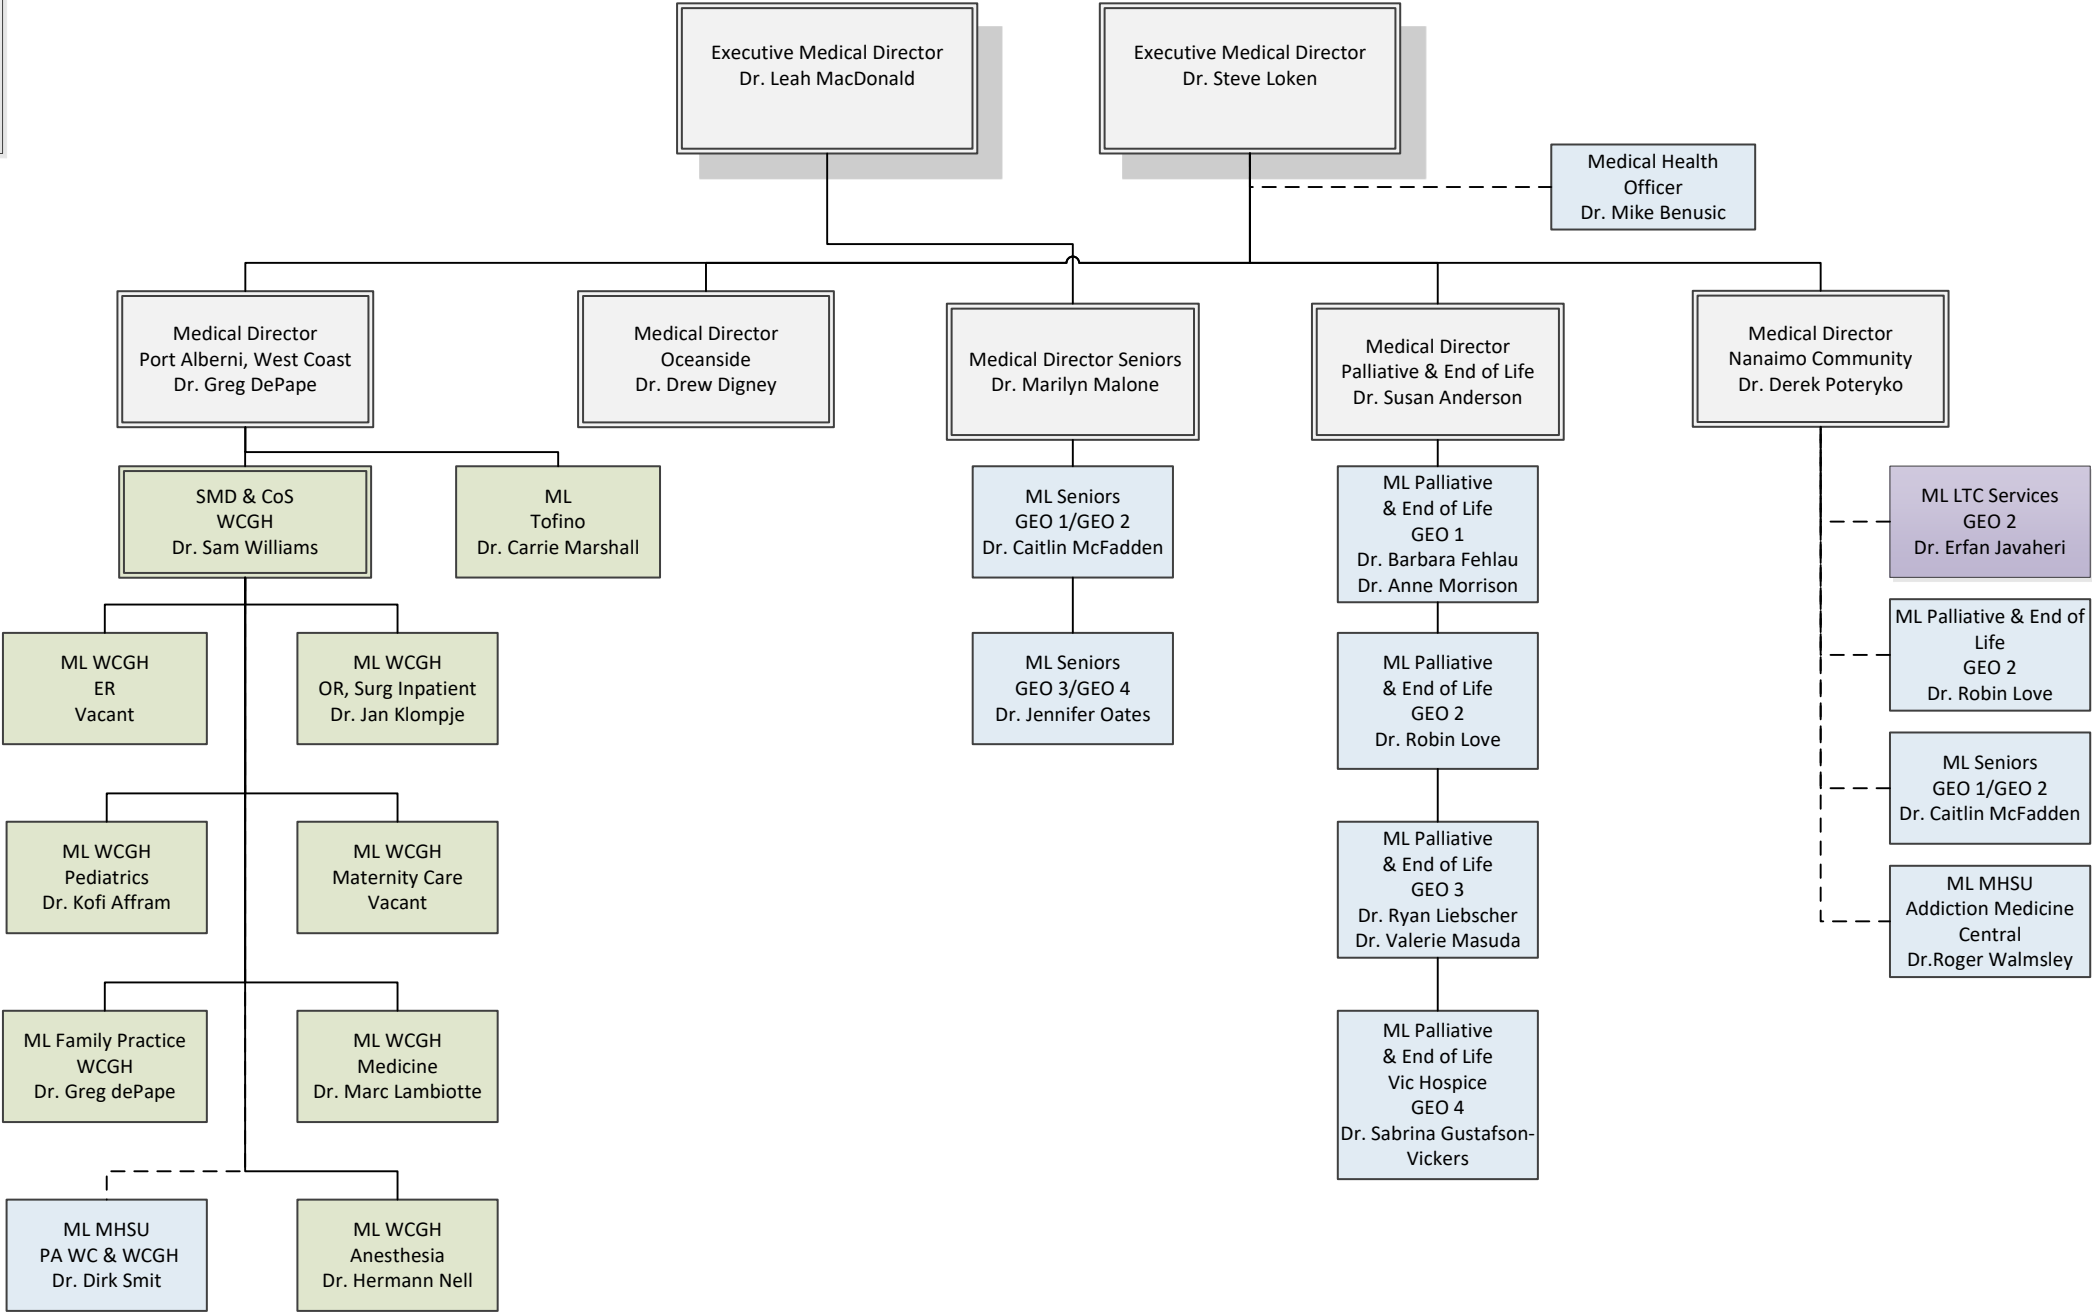 Executive Medical Director
Dr. Leah MacDonald
Executive Medical Director
Dr. Steve Loken
Medical Health
Officer
Dr. Mike Benusic
Medical Director
Port Alberni, West Coast
Dr. Greg DePape
Medical Director
Oceanside
Dr. Drew Digney
Medical Director Seniors
Dr. Marilyn Malone
Medical Director
Palliative & End of Life
Dr. Susan Anderson
Medical Director
Nanaimo Community
Dr. Derek Poteryko
SMD & CoS
WCGH
Dr. Sam Williams
ML
Tofino
Dr. Carrie Marshall
ML Seniors
GEO 1/GEO 2
Dr. Caitlin McFadden
ML Palliative
& End of Life
GEO 1
Dr. Barbara Fehlau
Dr. Anne Morrison
ML LTC Services
GEO 2
Dr. Erfan Javaheri
ML WCGH
ER
Vacant
ML WCGH
OR, Surg Inpatient
Dr. Jan Klompje
ML Seniors
GEO 3/GEO 4
Dr. Jennifer Oates
ML Palliative
& End of Life
GEO 2
Dr. Robin Love
ML Palliative & End of
Life
GEO 2
Dr. Robin Love
ML Seniors
GEO 1/GEO 2
Dr. Caitlin McFadden
ML WCGH
Pediatrics
Dr. Kofi Affram
ML WCGH
Maternity Care
Vacant
ML Palliative
& End of Life
GEO 3
Dr. Ryan Liebscher
Dr. Valerie Masuda
ML MHSU
Addiction Medicine
Central
Dr.Roger Walmsley
ML Family Practice
WCGH
Dr. Greg dePape
ML WCGH
Medicine
Dr. Marc Lambiotte
ML Palliative
& End of Life
Vic Hospice
GEO 4
Dr. Sabrina Gustafson-
Vickers
ML MHSU
PA WC & WCGH
Dr. Dirk Smit
ML WCGH
Anesthesia
Dr. Hermann Nell